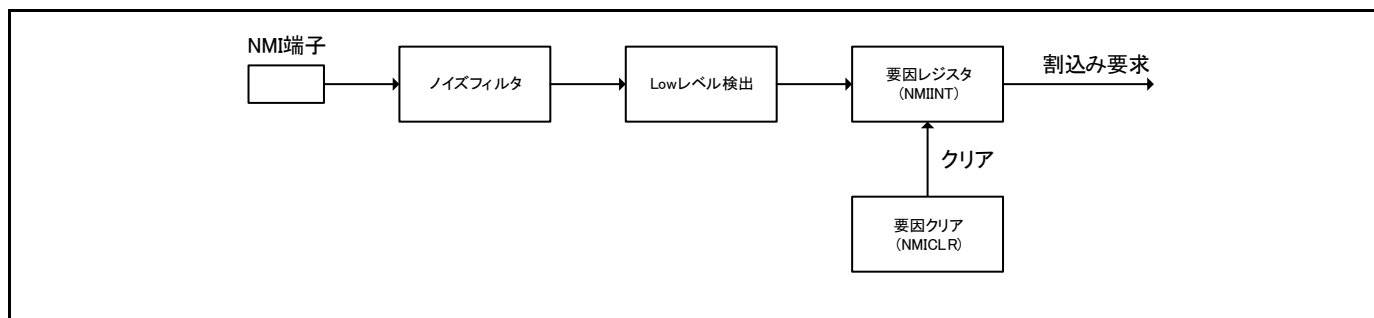 NMI端子
ノイズフィルタ
Lowレベル検出
要因レジスタ
(NMIINT)
割込み要求
クリア
要因クリア
(NMICLR)